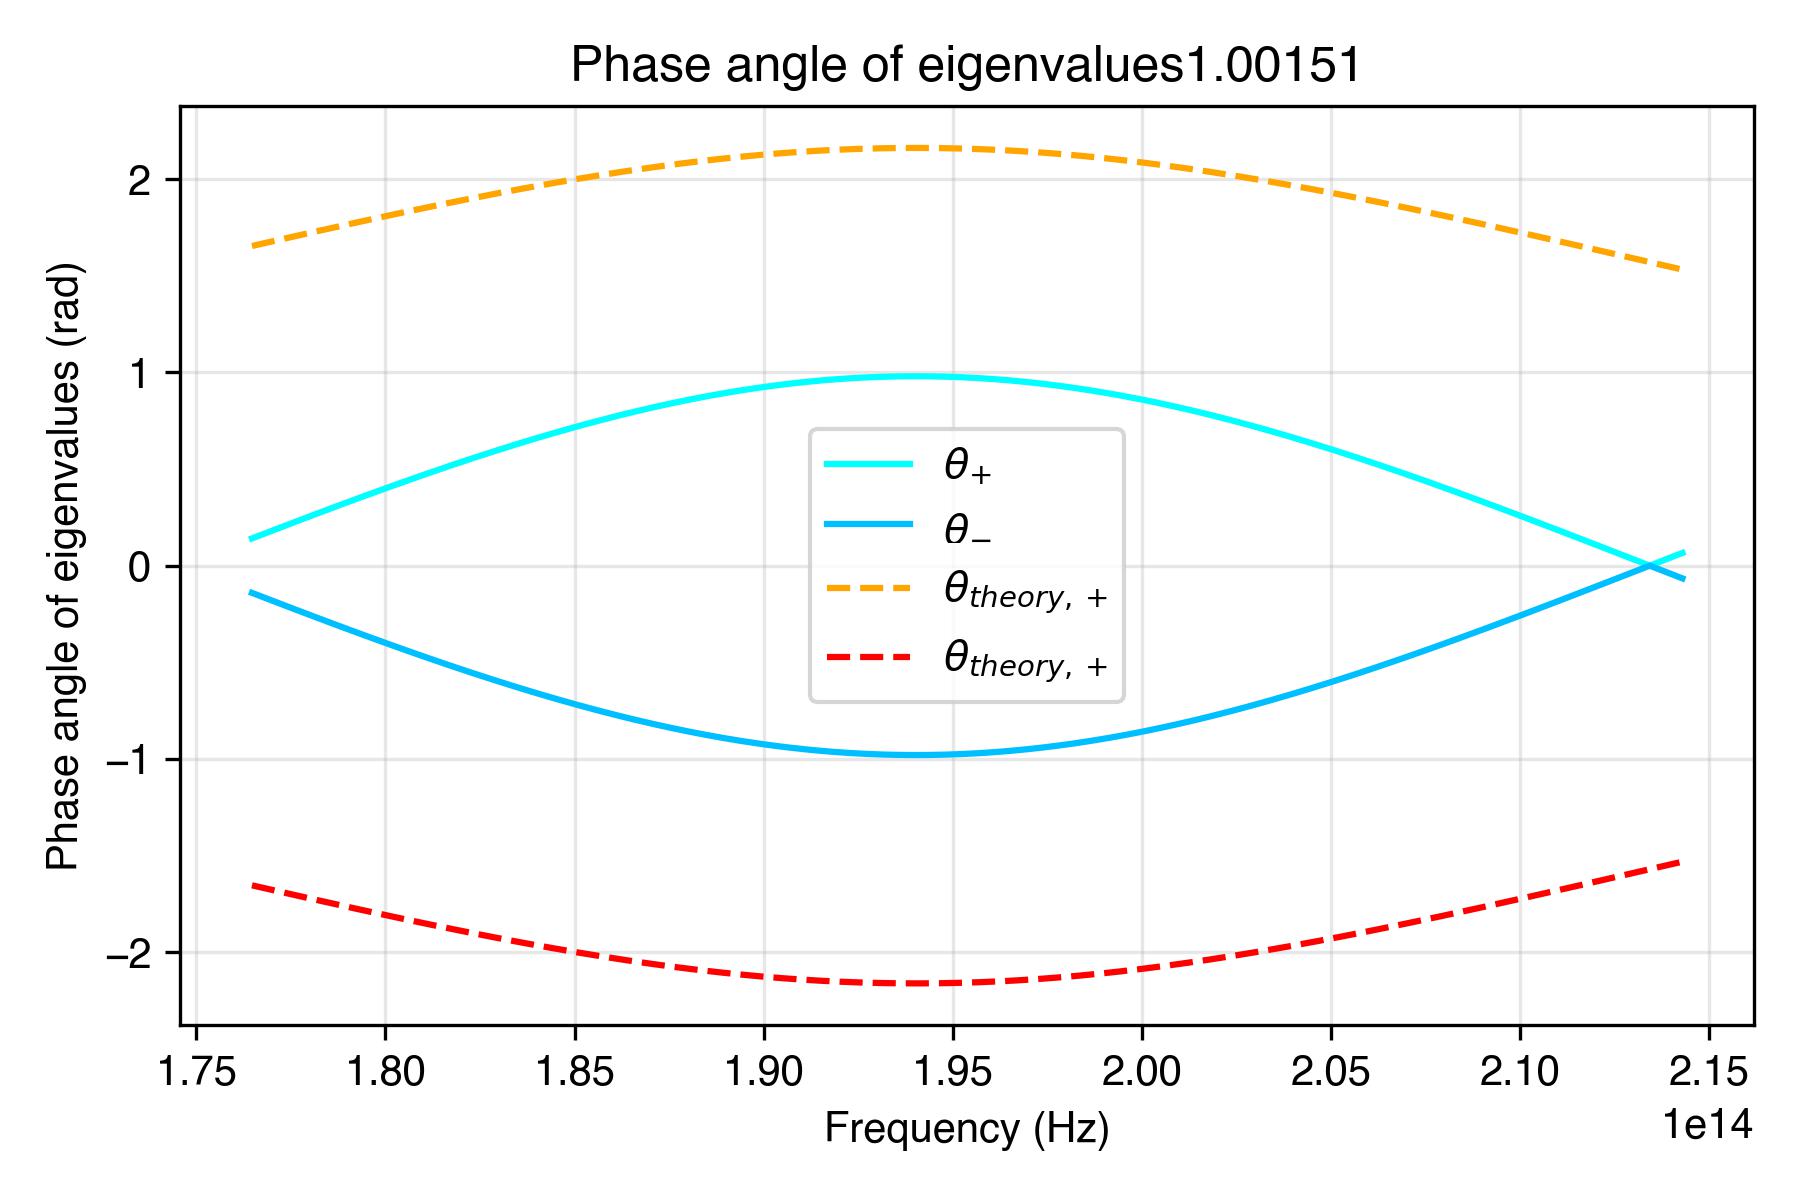 Phase angle of eigenvalues1.00151
Phase angle of eigenvalues (rad)
2
1
0
−1
−2
θ+
θ−
θtheory, +
θtheory, +
1.75 1.80 1.85 1.90 1.95 2.00 2.05 2.10 2.15
1e14
Frequency (Hz)